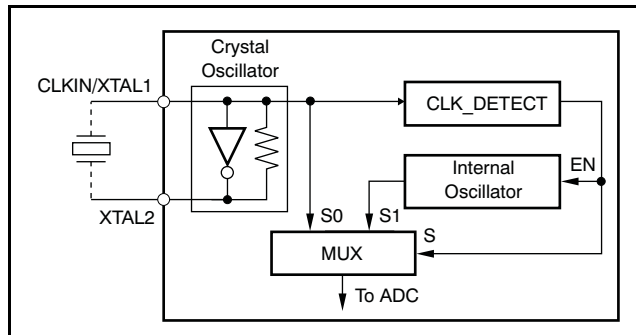 Crystal
Oscillator
CLKIN/XTAL1
CLK_DETECT
Internal
Oscillator
EN
XTAL2
S0
S1
S
MUX
To ADC